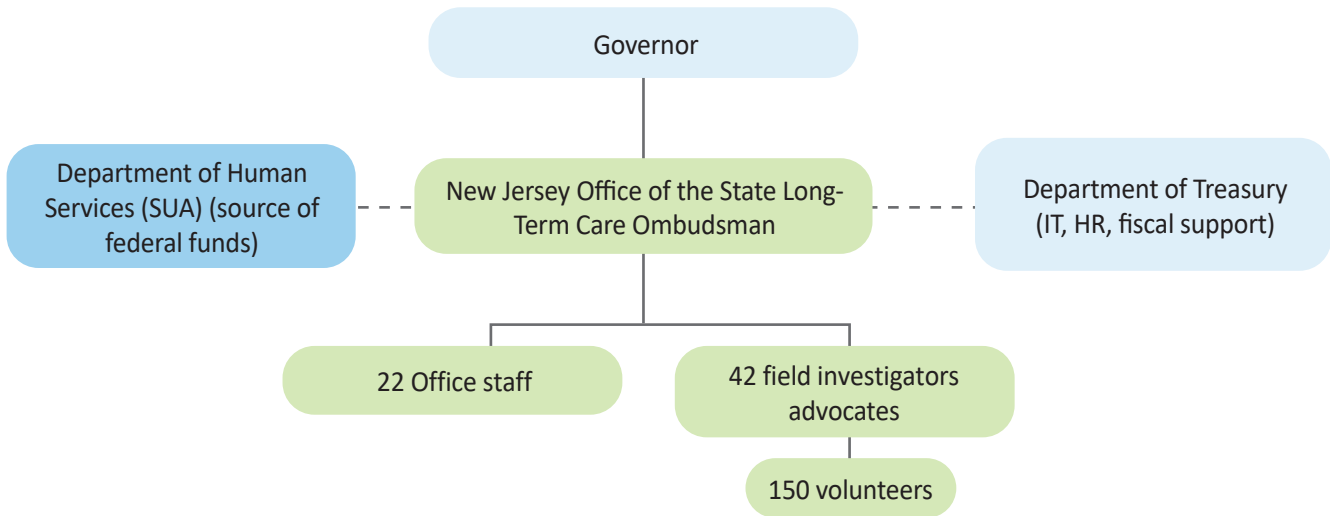 Governor
Department of Human
Services (SUA) (source of
federal funds)
New Jersey Office of the State Long-
Term Care Ombudsman
Department of Treasury
(IT, HR, fiscal support)
22 Office staff
42 field investigators
advocates
150 volunteers